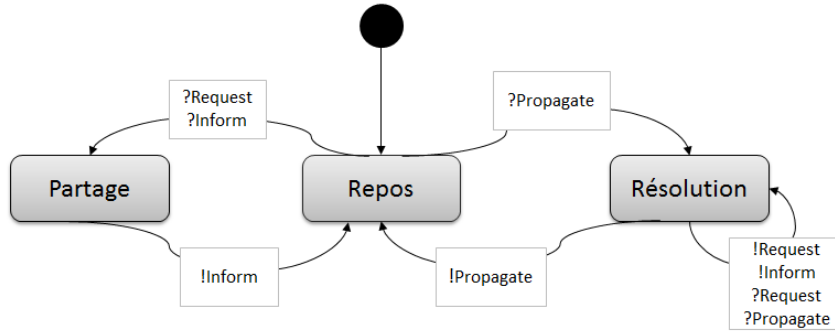 ?Request
?Inform
?Propagate
Partage
Repos
Résolution
!Inform
!Propagate
!Request
!Inform
?Request
?Propagate